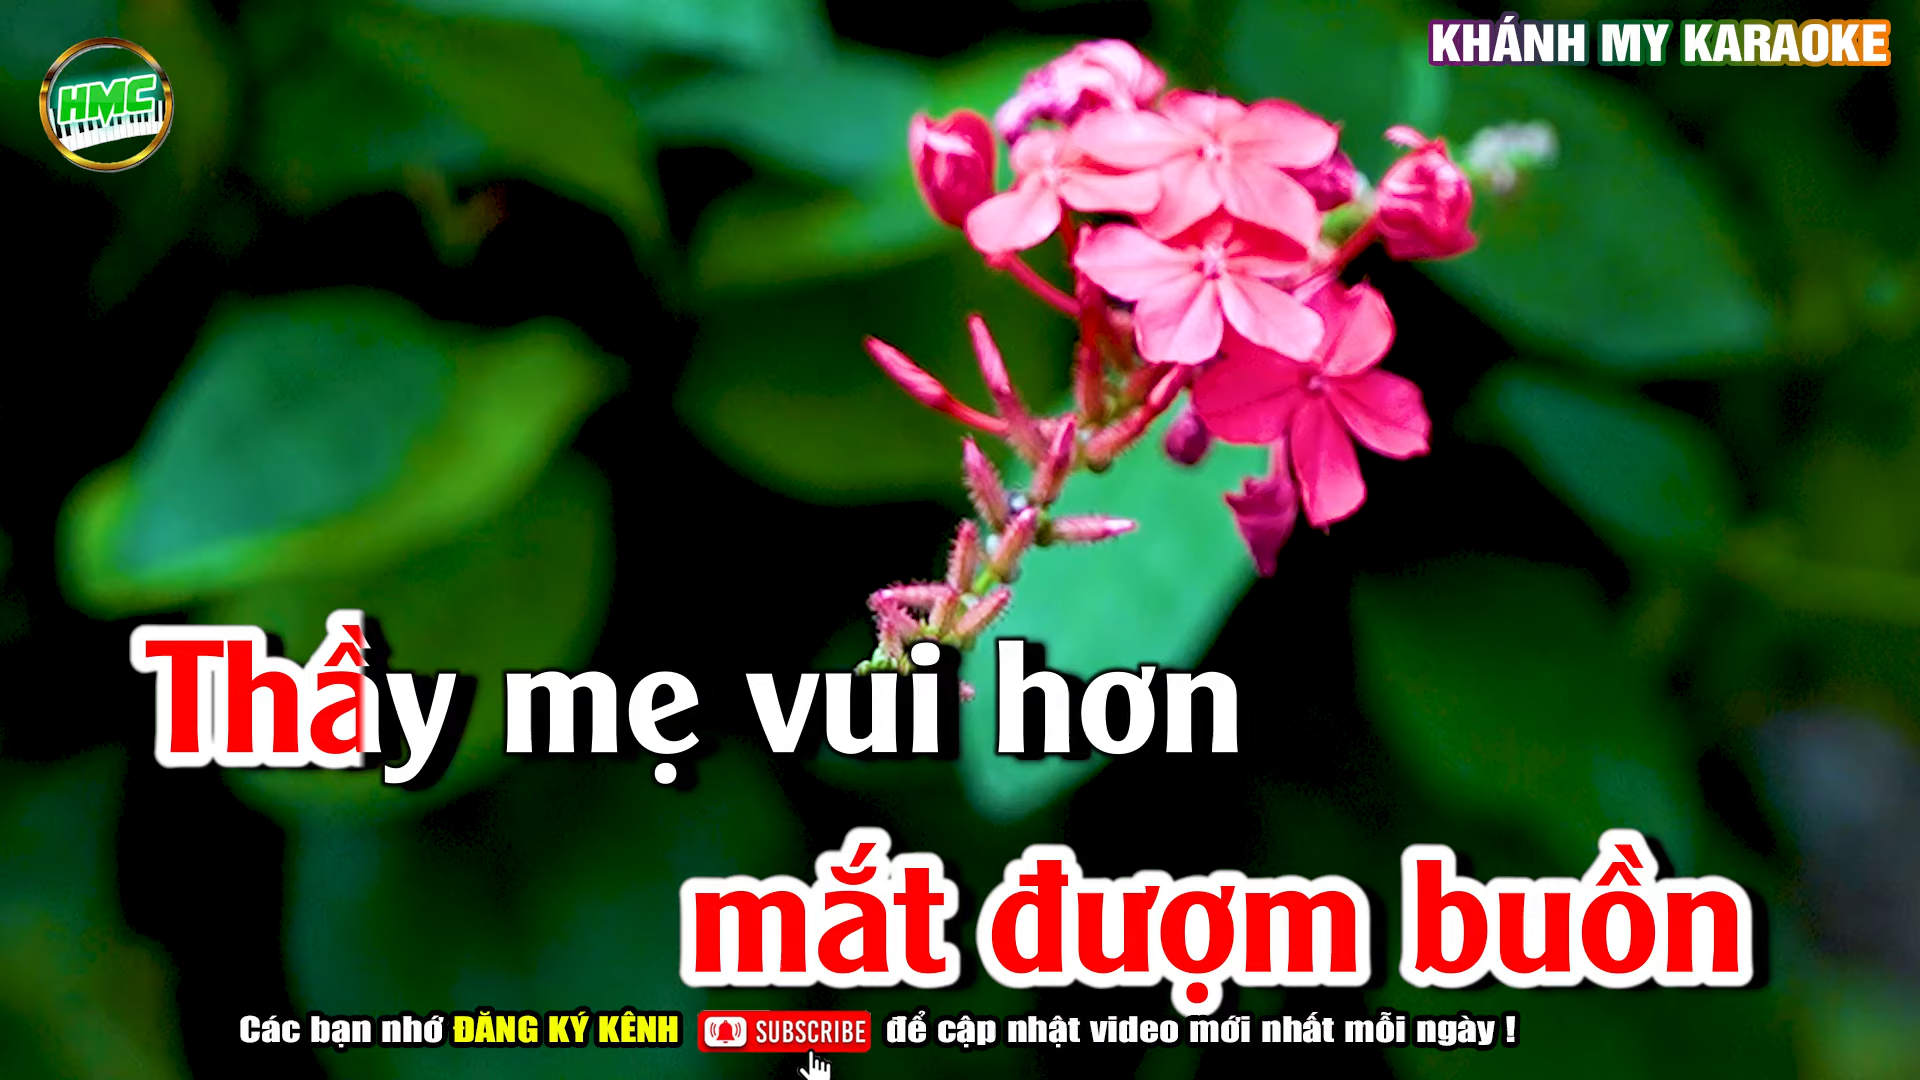 KHÁNH MY KARAOKE
HMC
Thầy mẹ vui hơn
mắt đượm buồn
Các bạn nhớ ĐĂNG KÝ KÊNH SUBSCRIBE để cập nhật video mới nhất mỗi ngày !